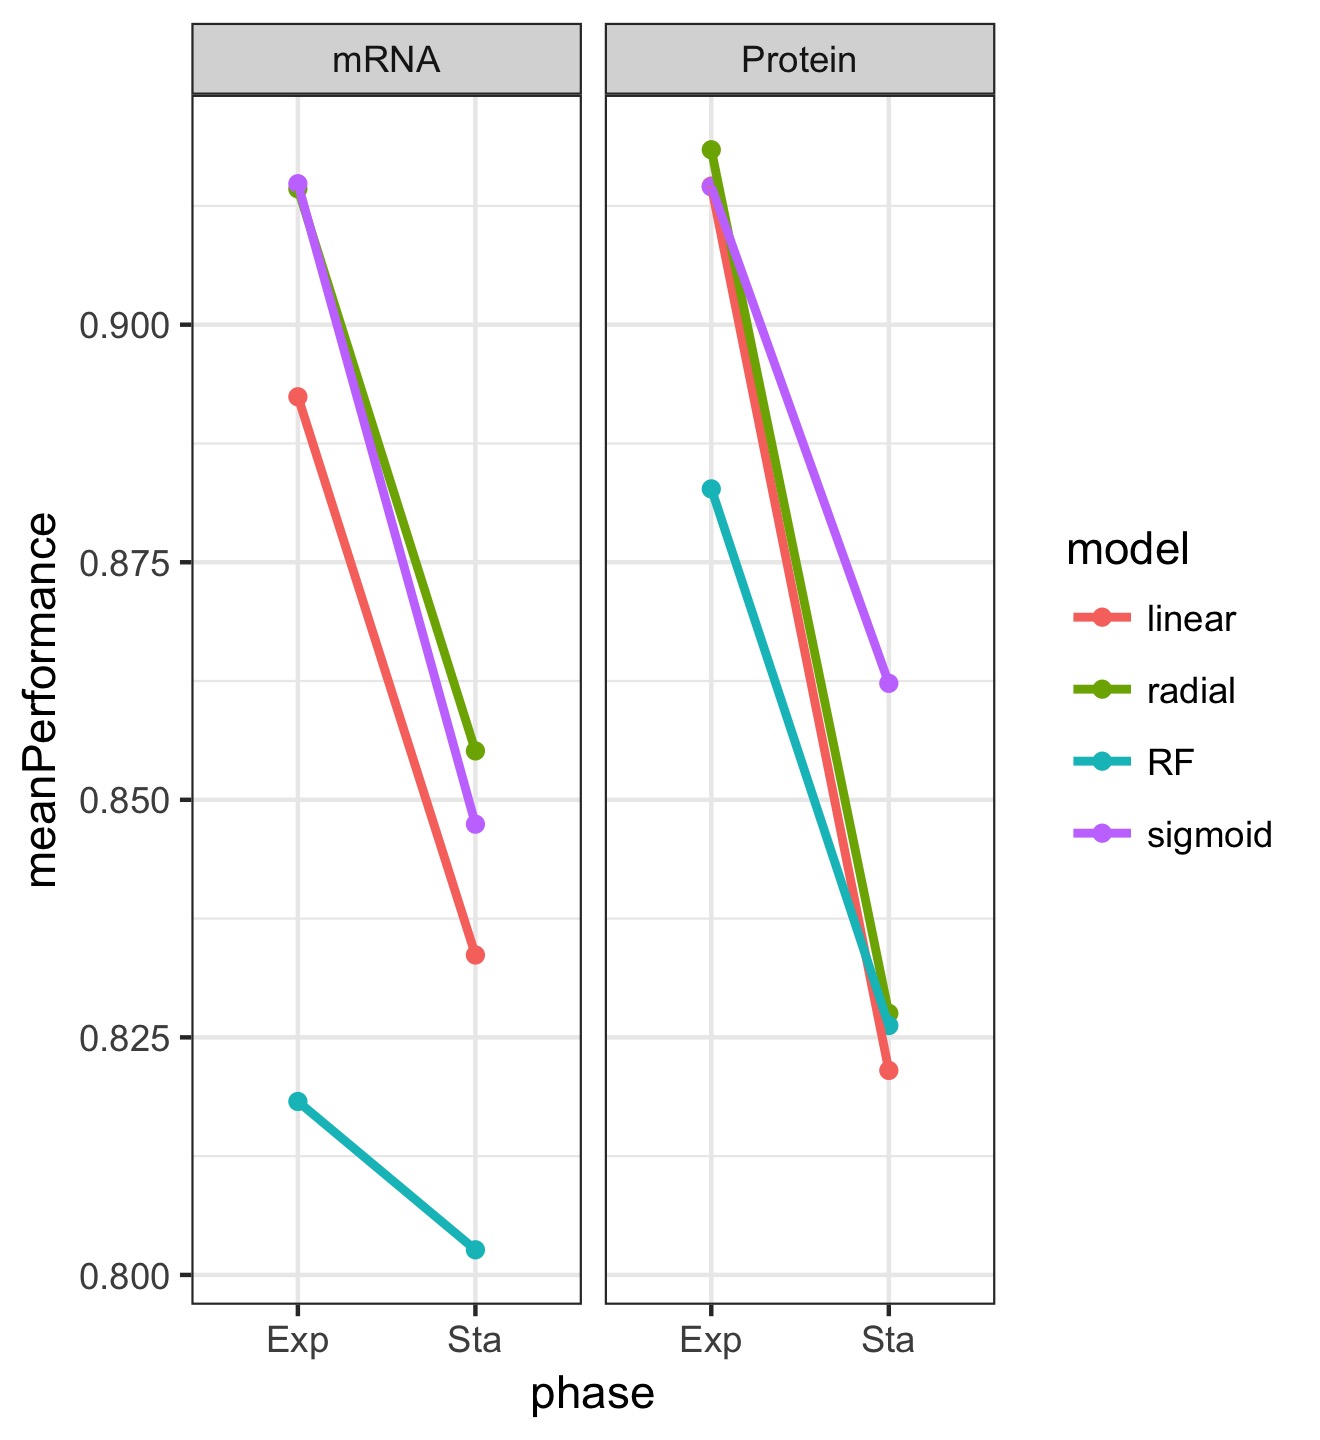 mRNA
Protein
meanPerformance
0.900
0.875
0.850
0.825
0.800
Exp
Sta
Exp
Sta
phase
model
linear
radial
RF
sigmoid